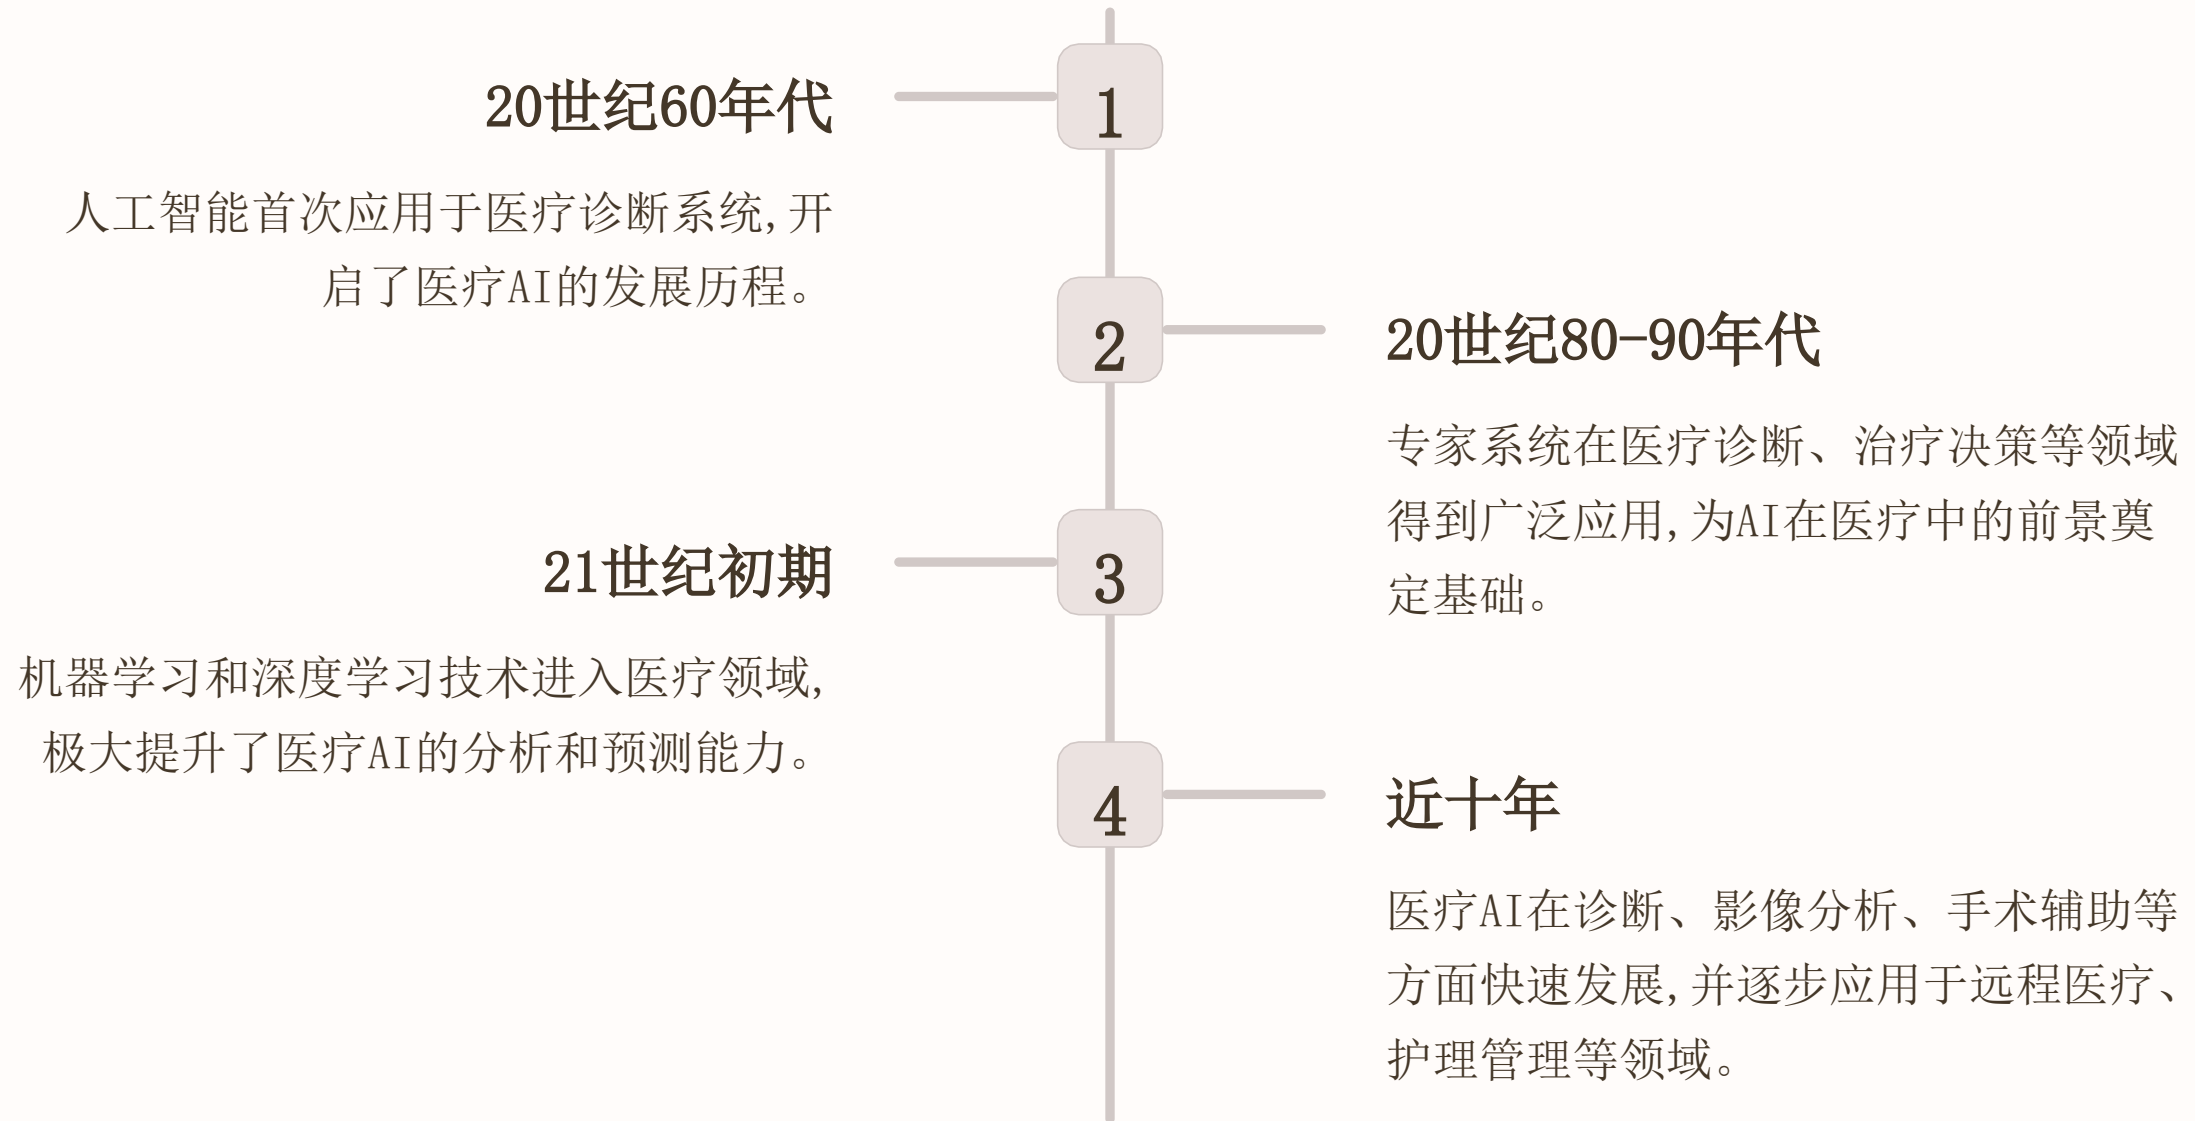 1
20世纪60年代
人工智能首次应用于医疗诊断系统,开
启了医疗AI的发展历程。
2
20世纪80-90年代
专家系统在医疗诊断、治疗决策等领域
得到广泛应用,为AI在医疗中的前景奠
定基础。
3
21世纪初期
机器学习和深度学习技术进入医疗领域,
极大提升了医疗AI的分析和预测能力。
4
近十年
医疗AI在诊断、影像分析、手术辅助等
方面快速发展,并逐步应用于远程医疗、
护理管理等领域。